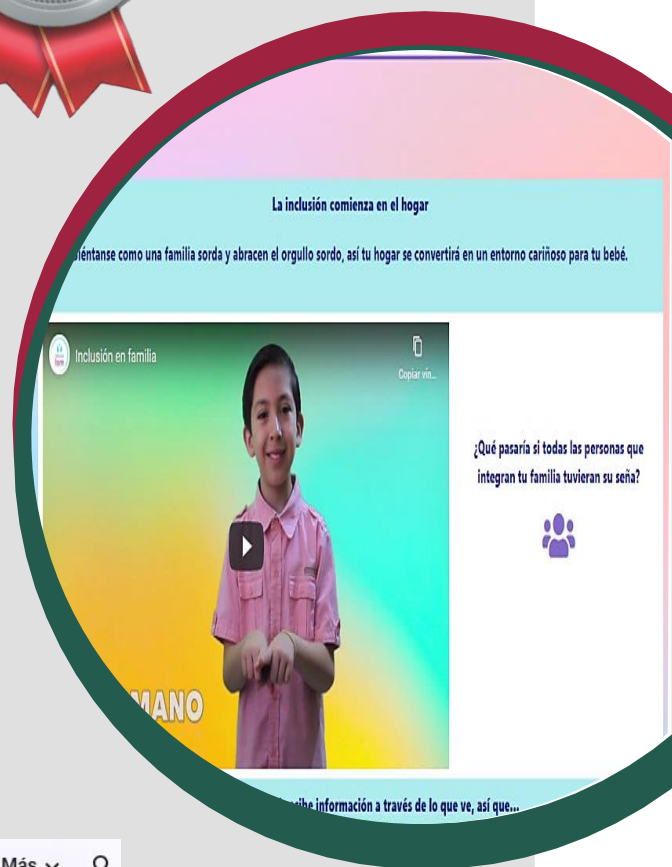 La inclusión comienza en el hogar
como una familia sorda y abracen el orgullo sordo, así tu hogar se convertirá en un entorno cariñoso para tu bebé.
Inclusión en familia
Copiar vín...
¿Qué pasaría si todas las personas que
integran tu familia tuvieran su seña?
MANO
información a través de lo que ve, así que...
Más